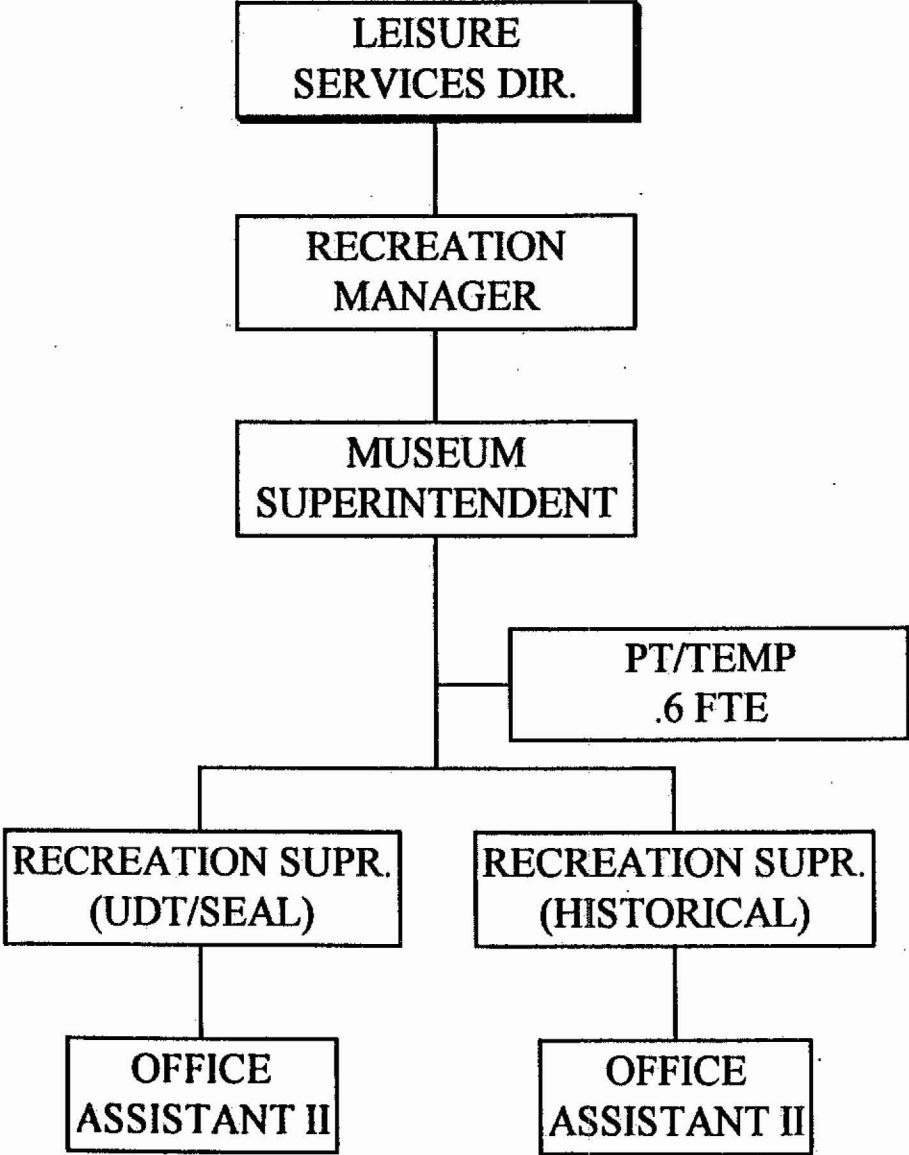 LEISURE
SERVICES DIR.
RECREATION
MANAGER
MUSEUM
SUPERINTENDENT
PT/TEMP
.6 FTE
RECREATION SUPR.
(UDT/SEAL)
RECREATION SUPR.
(HISTORICAL)
OFFICE
ASSISTANT II
OFFICE
ASSISTANT II